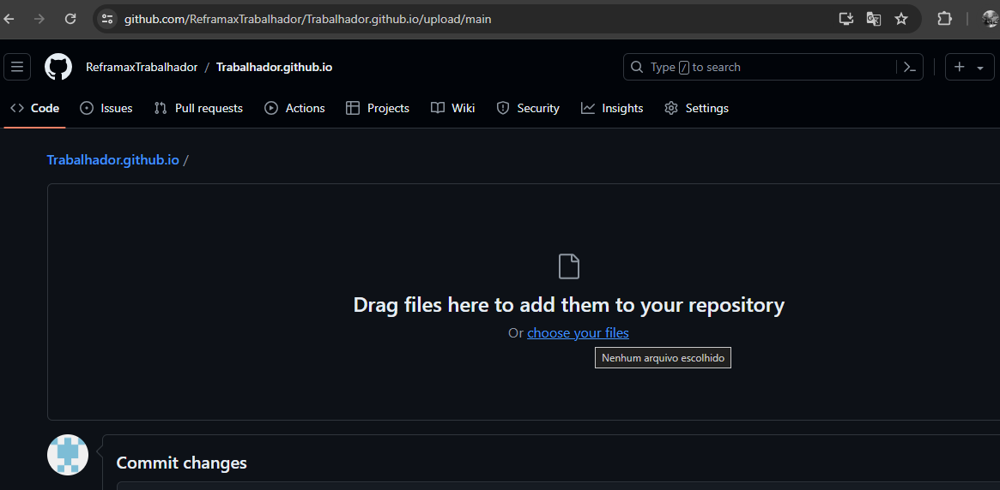 github.com/ReframaxTrabalhador/Trabalhador.github.io/upload/main
ReframaxTrabalhador / Trabalhador.github.io
Type / to search
Code Issues Pull requests Actions Projects Wiki Security Insights Settings
Trabalhador.github.io /
Drag files here to add them to your repository
Or choose your files
Nenhum arquivo escolhido
Commit changes